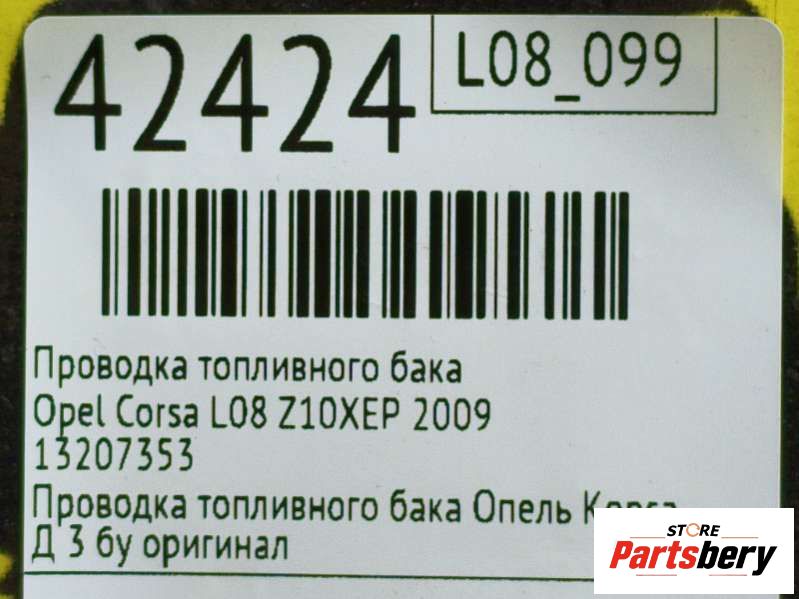 42424
L08_099
Проводка топливного бака
Opel Corsa L08 Z10XEP 2009
13207353
Проводка топливного бака Опель
Д 3 бу оригинал
STORE
Partsbery